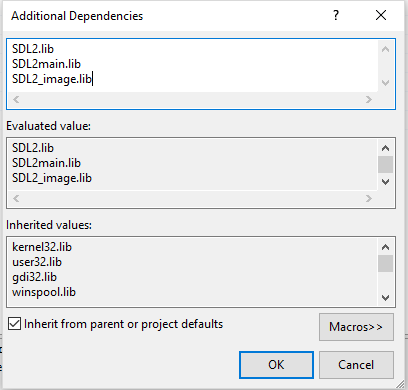 Additional Dependencies
SDL2.lib
SDL2main.lib
SDL2_image.lib
Evaluated value:
SDL2.lib
SDL2main.lib
SDL2_image.lib
Inherited values:
kernel32.lib
user32.lib
gdi32.lib
winspool.lib
Inherit from parent or project defaults
Macros>>
OK
Cancel